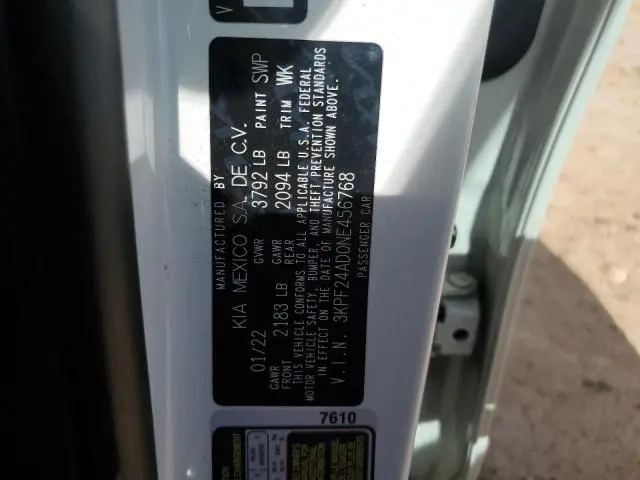 V
MANUFACTURED BY
KIA MEXICO S.A. DE C.V.
01/22 GVWR 3792 LB PAINT SWP
GAWR FRONT 2183 LB GAWR REAR 2094 LB TRIM WK
THIS VEHICLE CONFORMS TO ALL APPLICABLE U.S.A. FEDERAL
MOTOR VEHICLE SAFETY, BUMPER, AND THEFT PREVENTION STANDARDS
IN EFFECT ON THE DATE OF MANUFACTURE SHOWN ABOVE.
V.I.N. 3KPF24AD0NE456768
PASSENGER CAR
7610